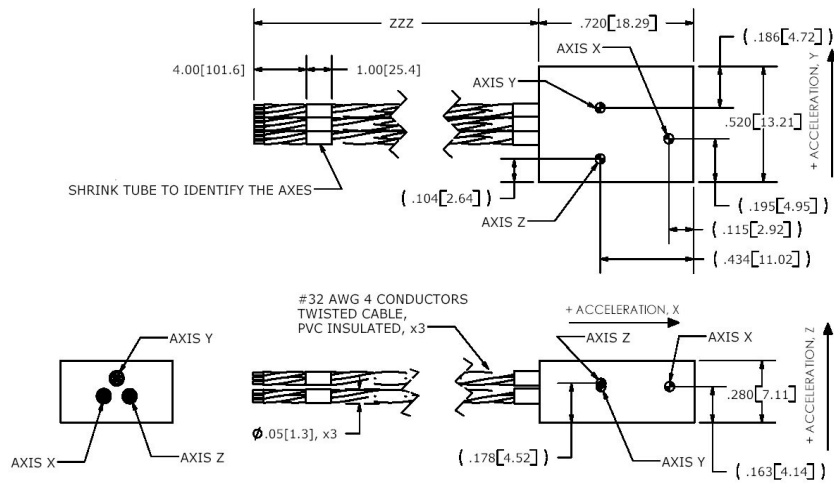 ZZZ
.720[18.29]
( .186[4.72] )
AXIS X
4.00[101.6]
1.00[25.4]
AXIS Y
.520[13.21]
+ ACCELERATION, Y
SHRINK TUBE TO IDENTIFY THE AXES
( .104[2.64] )
AXIS Z
( .195[4.95] )
( .115[2.92] )
( .434[11.02] )
#32 AWG 4 CONDUCTORS
TWISTED CABLE,
PVC INSULATED, x3
+ ACCELERATION, X
AXIS Y
AXIS Z
AXIS X
.280[7.11]
+ ACCELERATION, Z
Ø.05[1.3], x3
AXIS X
AXIS Z
( .178[4.52] )
AXIS Y
( .163[4.14] )